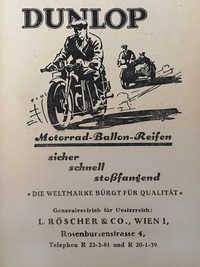 DUNLOP
Motorrad-Ballon-Reifen
sicher
schnell
stoßfangend
* DIE WELTMARKE BÜRGT FÜR QUALITÄT *
Generalvertrieb für Oesterreich:
L. RÖSCHER & CO., WIEN I,
Rosenbursenstrasse 4,
Telephon R 23-3-81 und R 20-1-39.